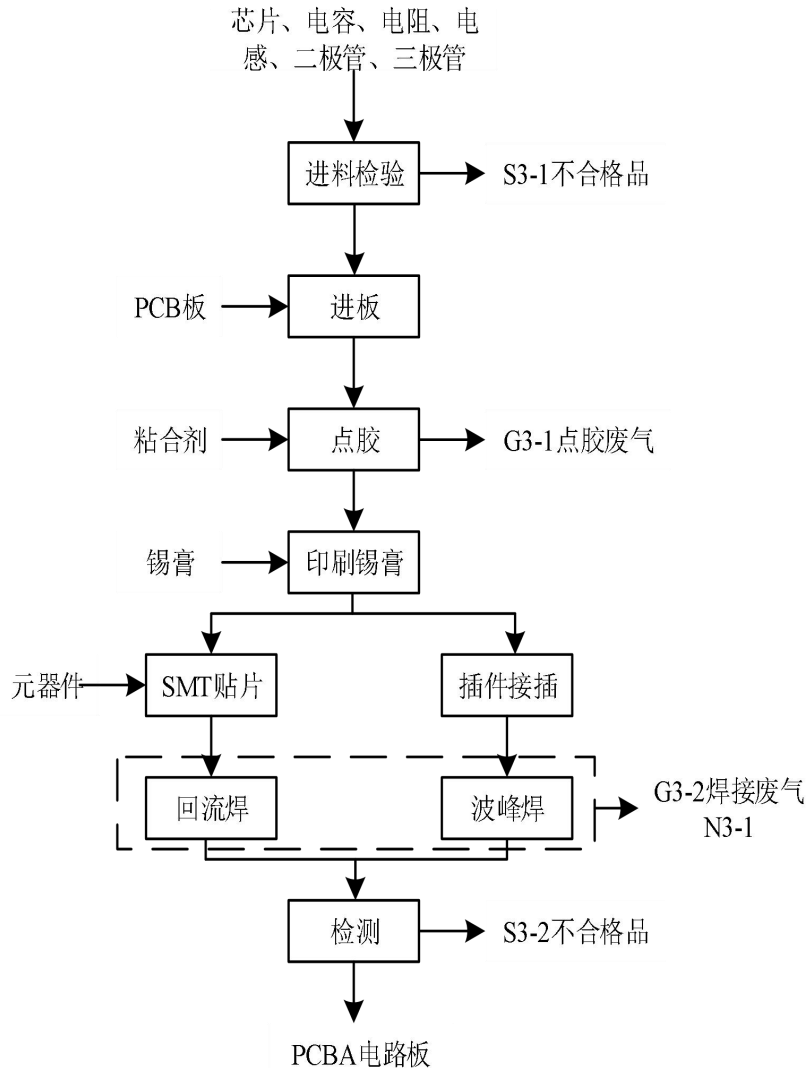 芯片、电容、电阻、电
感、二极管、三极管
进料检验
S3-1不合格品
PCB板
进板
粘合剂
点胶
G3-1点胶废气
锡膏
印刷锡膏
元器件
SMT贴片
插件接插
回流焊
波峰焊
G3-2焊接废气
N3-1
检测
S3-2不合格品
PCBA电路板